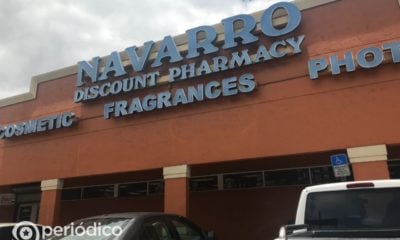 NAVARRO
DISCOUNT PHARMACY
COSMETIC FRAGRANCES PHOT
periódico